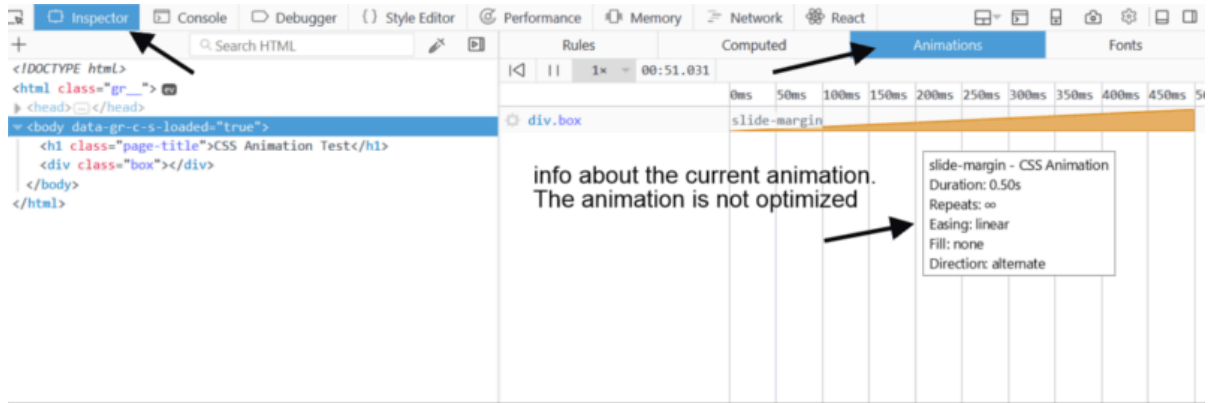 Inspector Console Debugger { } Style Editor Performance Memory Network React
+ Search HTML Rules Computed Animations Fonts
<!DOCTYPE html> 1× 00:51.031
<html class="gr__"> ev
<head></head> 0ms 50ms 100ms 150ms 200ms 250ms 300ms 350ms 400ms 450ms 50
<body data-gr-c-s-loaded="true"> div.box slide-margin
<h1 class="page-title">CSS Animation Test</h1>
<div class="box"></div>
</body>
</html>
info about the current animation.
The animation is not optimized
slide-margin - CSS Animation
Duration: 0.50s
Repeats: ∞
Easing: linear
Fill: none
Direction: alternate